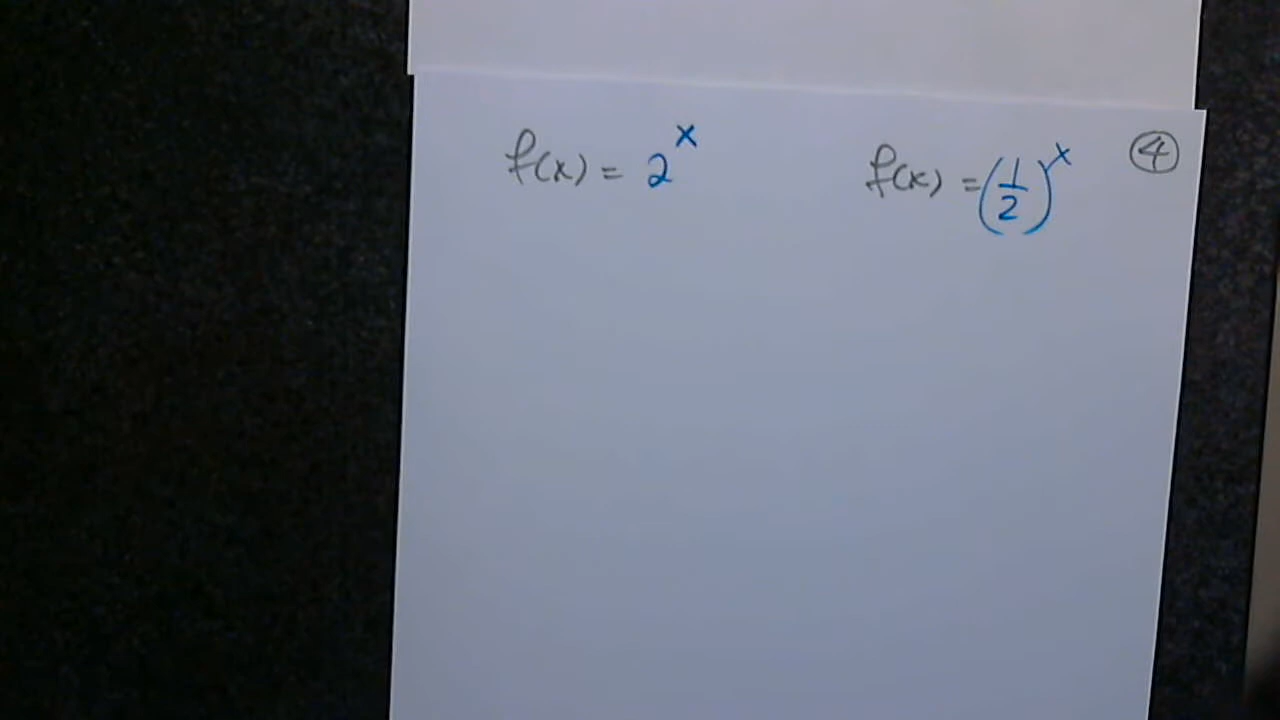 f(x) = 2^x
f(x) = (1/2)^x
④